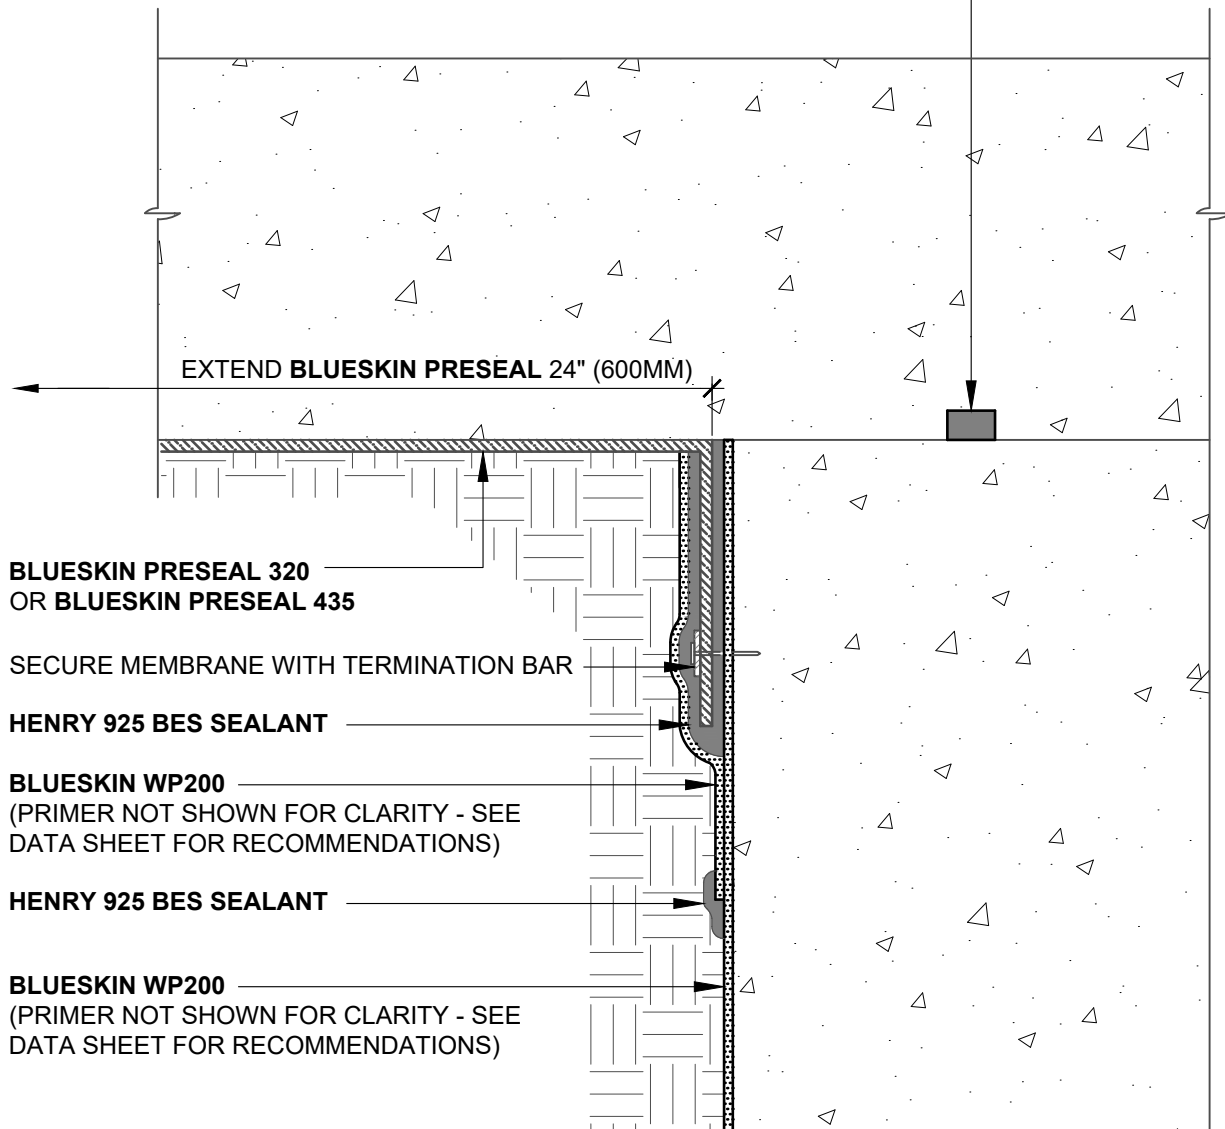 EXTEND BLUESKIN PRESEAL 24" (600MM)
BLUESKIN PRESEAL 320
OR BLUESKIN PRESEAL 435
SECURE MEMBRANE WITH TERMINATION BAR
HENRY 925 BES SEALANT
BLUESKIN WP200
(PRIMER NOT SHOWN FOR CLARITY - SEE
DATA SHEET FOR RECOMMENDATIONS)
HENRY 925 BES SEALANT
BLUESKIN WP200
(PRIMER NOT SHOWN FOR CLARITY - SEE
DATA SHEET FOR RECOMMENDATIONS)